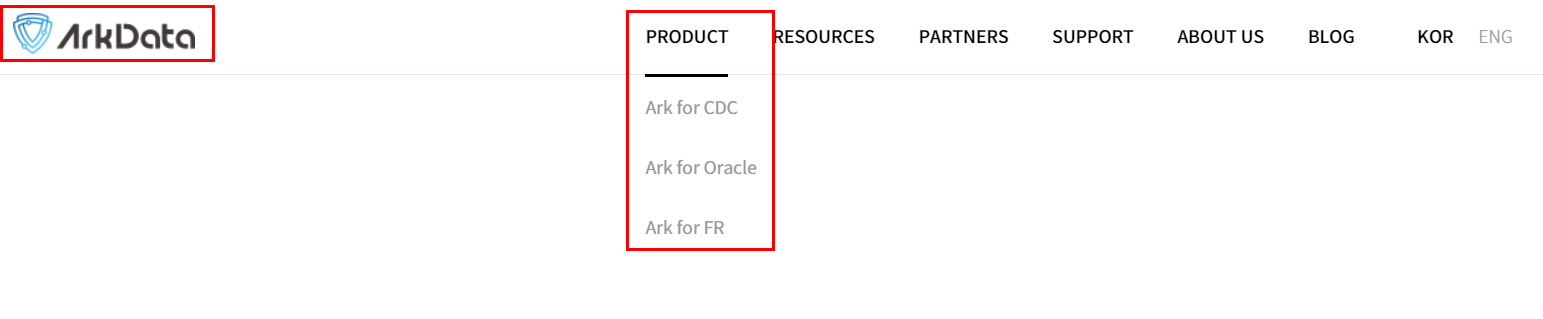 ArkData
PRODUCT RESOURCES PARTNERS SUPPORT ABOUT US BLOG KOR ENG
Ark for CDC
Ark for Oracle
Ark for FR